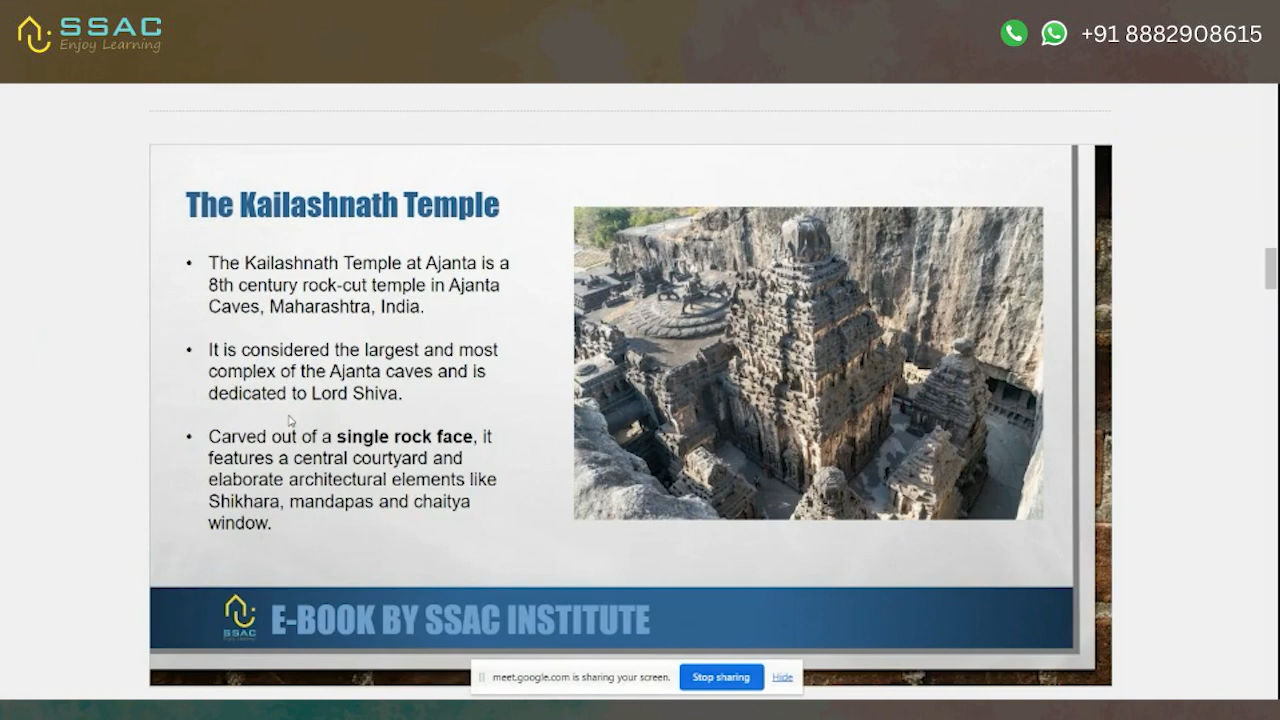 SSAC
Enjoy Learning
+91 8882908615
The Kailashnath Temple
• The Kailashnath Temple at Ajanta is a
8th century rock-cut temple in Ajanta
Caves, Maharashtra, India.
• It is considered the largest and most
complex of the Ajanta caves and is
dedicated to Lord Shiva.
• Carved out of a single rock face, it
features a central courtyard and
elaborate architectural elements like
Shikhara, mandapas and chaitya
window.
SSAC
E-BOOK BY SSAC INSTITUTE
meet.google.com is sharing your screen. Stop sharing Hide